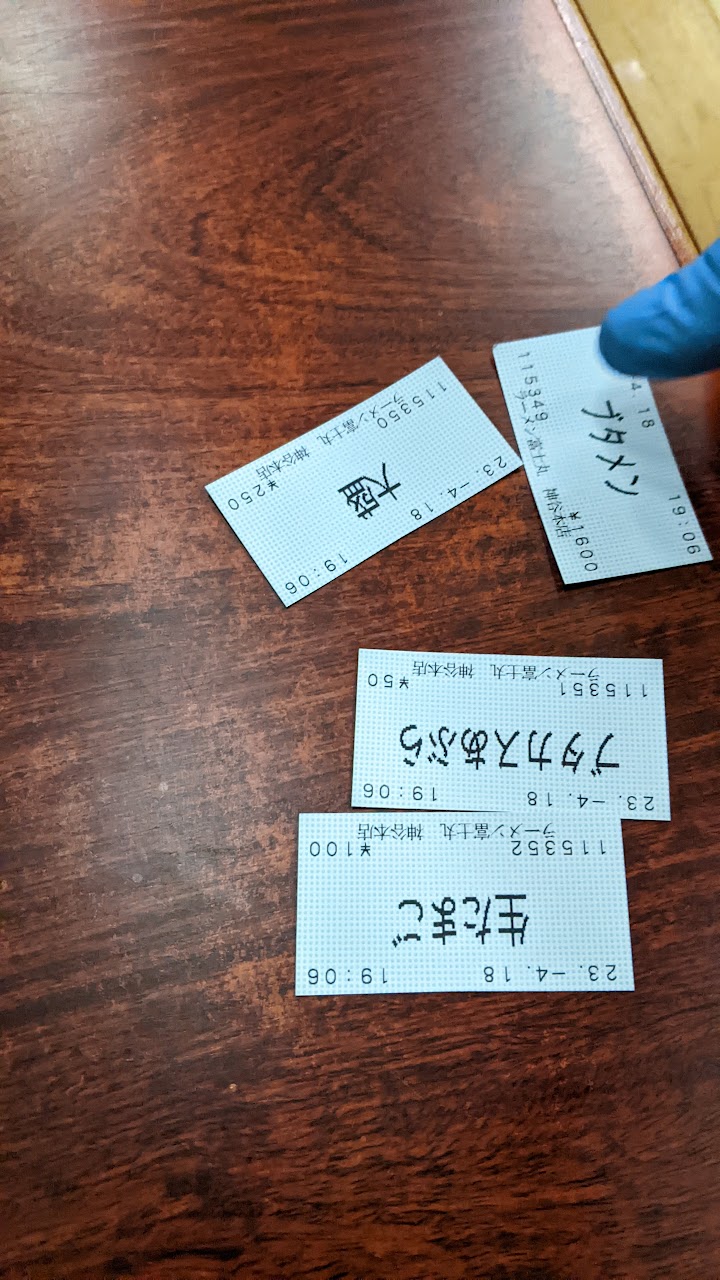 115350
ラーメン富士丸 神谷本店
¥250
大盛
23.-4.18
19:06
115349
ラーメン富士丸 神谷本店
¥1600
ブタメン
4.18
19:06
115351
ラーメン富士丸 神谷本店
¥50
ブタカスあぶら
23.-4.18
19:06
115352
ラーメン富士丸 神谷本店
¥100
生たまご
23.-4.18
19:06